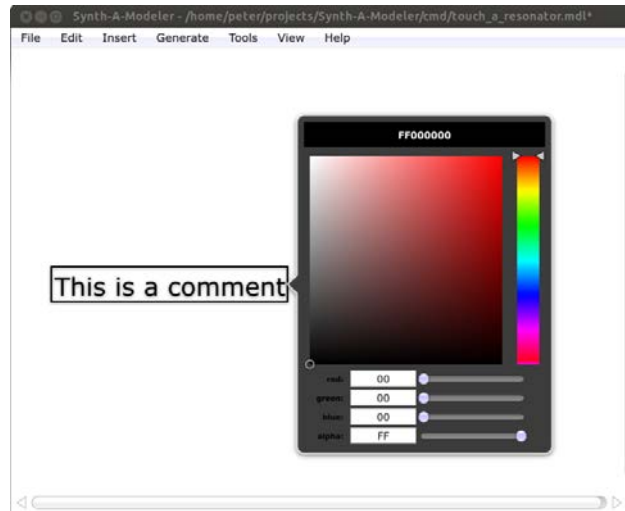 Synth-A-Modeler - /home/peter/projects/Synth-A-Modeler/cmd/touch_a_resonator.mdl*
File Edit Insert Generate Tools View Help
FF000000
This is a comment
red: 00
green: 00
blue: 00
alpha: FF